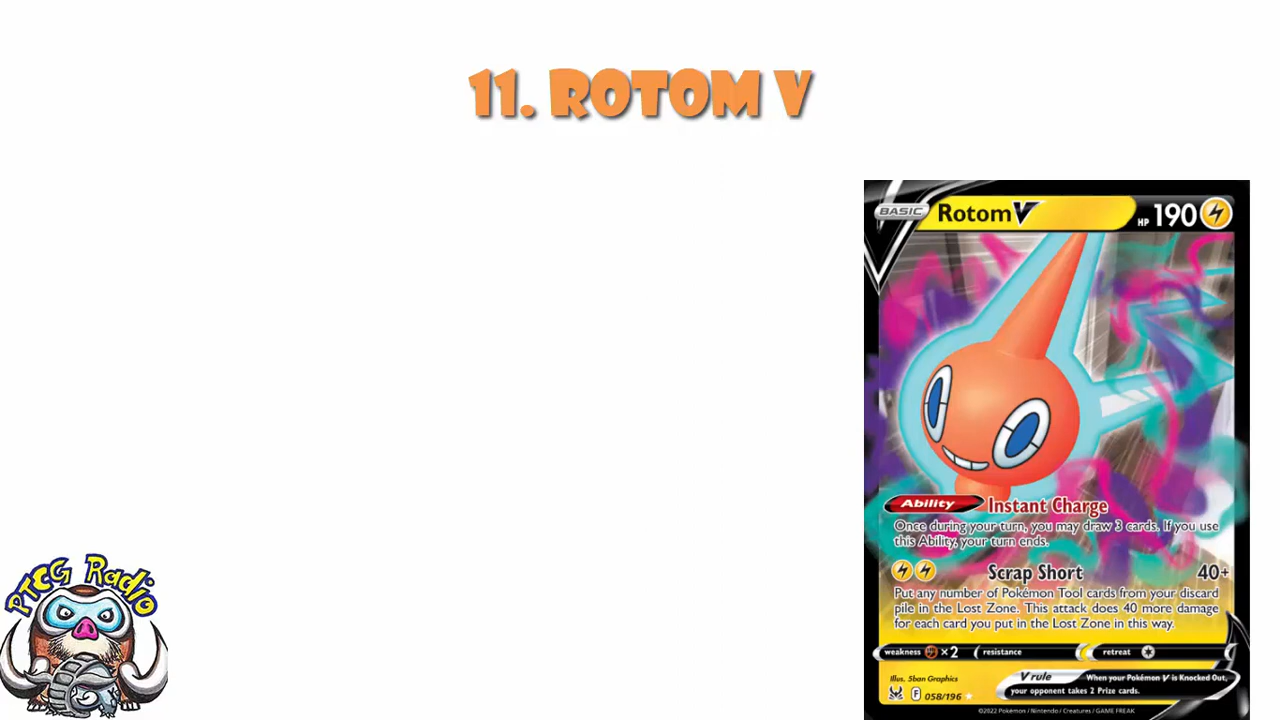 11. ROTOM V
BASIC Rotom V HP 190
Ability Instant Charge
Once during your turn, you may draw 3 cards. If you use
this Ability, your turn ends.
Scrap Short 40+
Put any number of Pokémon Tool cards from your discard
pile in the Lost Zone. This attack does 40 more damage
for each card you put in the Lost Zone in this way.
weakness ×2 resistance retreat
Illus. 5ban Graphics
V rule When your Pokémon V is Knocked Out,
your opponent takes 2 Prize cards.
F 058/196 ★
©2022 Pokémon / Nintendo / Creatures / GAME FREAK
PTCG Radio